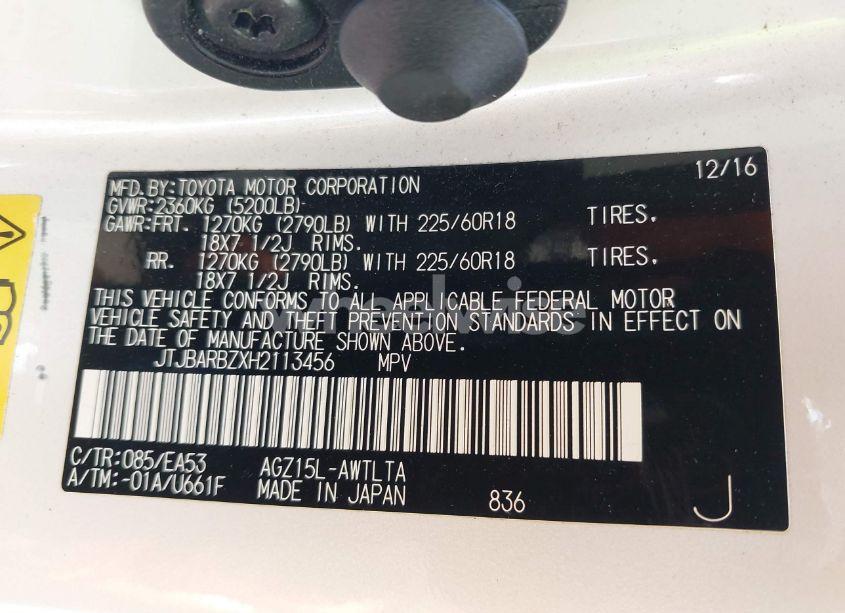 12/16
MFD.BY:TOYOTA MOTOR CORPORATION
GVWR:2360KG (5200LB)
GAWR:FRT. 1270KG (2790LB) WITH 225/60R18 TIRES,
18X7 1/2J RIMS.
RR. 1270KG (2790LB) WITH 225/60R18 TIRES,
18X7 1/2J RIMS.
THIS VEHICLE CONFORMS TO ALL APPLICABLE FEDERAL MOTOR
VEHICLE SAFETY AND THEFT PREVENTION STANDARDS IN EFFECT ON
THE DATE OF MANUFACTURE SHOWN ABOVE.
JTJBARBZXH2113456 MPV
C/TR:085/EA53 AGZ15L-AWTLTA
A/TM:-01A/U661F MADE IN JAPAN 836 J